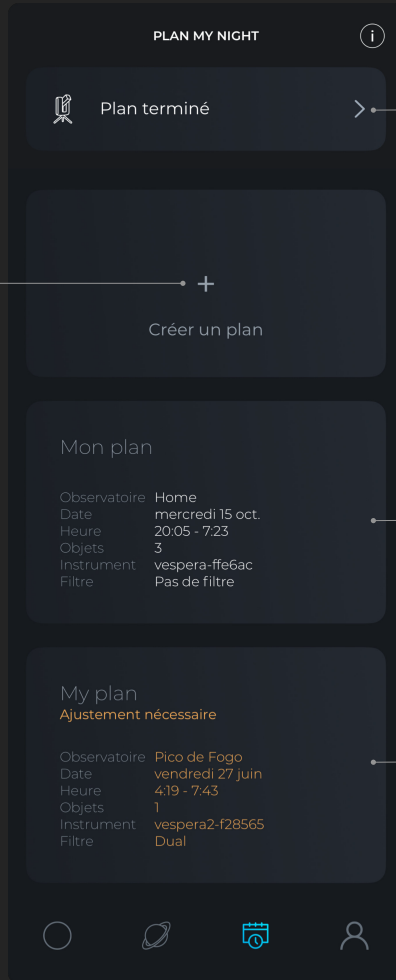 PLAN MY NIGHT
i
Plan terminé
Créer un plan
Mon plan
Observatoire Home
Date mercredi 15 oct.
Heure 20:05 - 7:23
Objets 3
Instrument vespera-ffe6ac
Filtre Pas de filtre
My plan
Ajustement nécessaire
Observatoire Pico de Fogo
Date vendredi 27 juin
Heure 4:19 - 7:43
Objets 1
Instrument vespera2-f28565
Filtre Dual